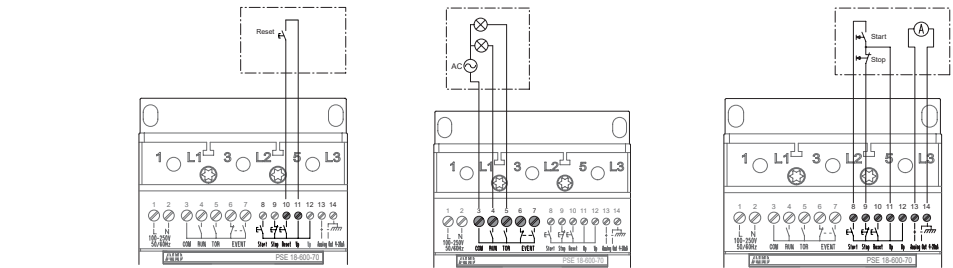 Reset
1 L1 3 L2 5 L3
1 2 3 4 5 6 7 8 9 10 11 12 13 14
L N
100-250V
50/60Hz
COM RUN TOR EVENT Start Stop Reset Up Up Analog Out 4-20mA
ABB
PSE 18-600-70
AC
1 L1 3 L2 5 L3
1 2 3 4 5 6 7 8 9 10 11 12 13 14
L N
100-250V
50/60Hz
COM RUN TOR EVENT Start Stop Reset Up Up Analog Out 4-20mA
ABB
PSE 18-600-70
Start
A
Stop
1 L1 3 L2 5 L3
1 2 3 4 5 6 7 8 9 10 11 12 13 14
L N
100-250V
50/60Hz
COM RUN TOR EVENT Start Stop Reset Up Up Analog Out 4-20mA
ABB
PSE 18-600-70